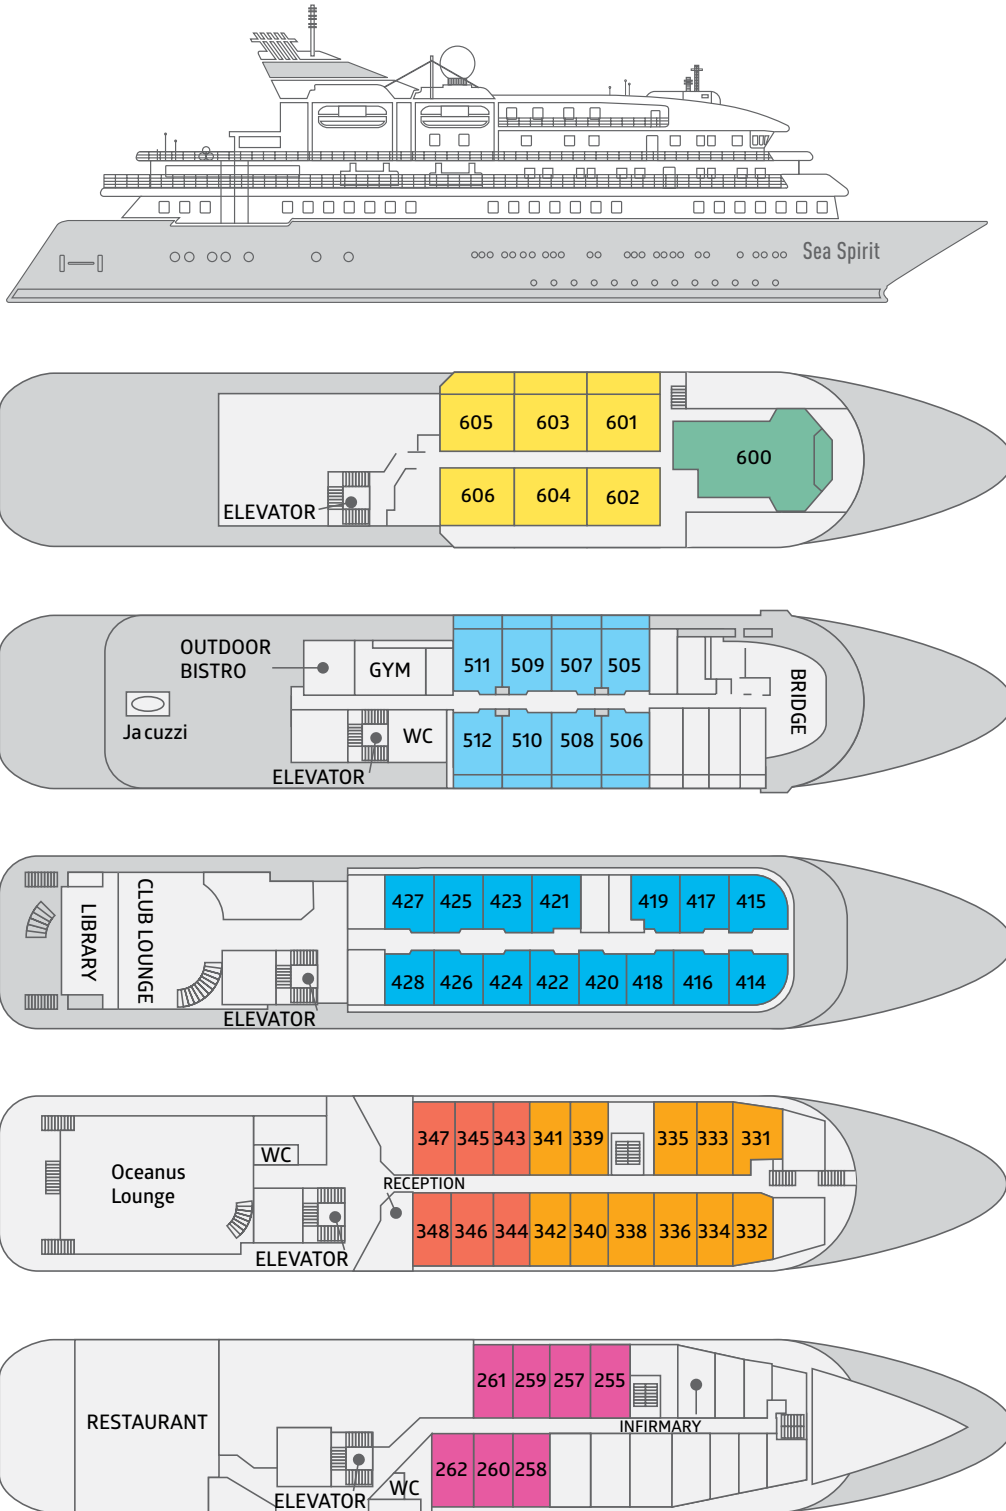 Sea Spirit
605 603 601
600
606 604 602
ELEVATOR
OUTDOOR
BISTRO
GYM
511 509 507 505
BRIDGE
Jacuzzi
WC
512 510 508 506
ELEVATOR
LIBRARY
CLUB LOUNGE
427 425 423 421 419 417 415
428 426 424 422 420 418 416 414
ELEVATOR
347 345 343 341 339 335 333 331
WC
Oceanus
Lounge
RECEPTION
348 346 344 342 340 338 336 334 332
ELEVATOR
261 259 257 255
RESTAURANT
INFIRMARY
262 260 258
WC
ELEVATOR